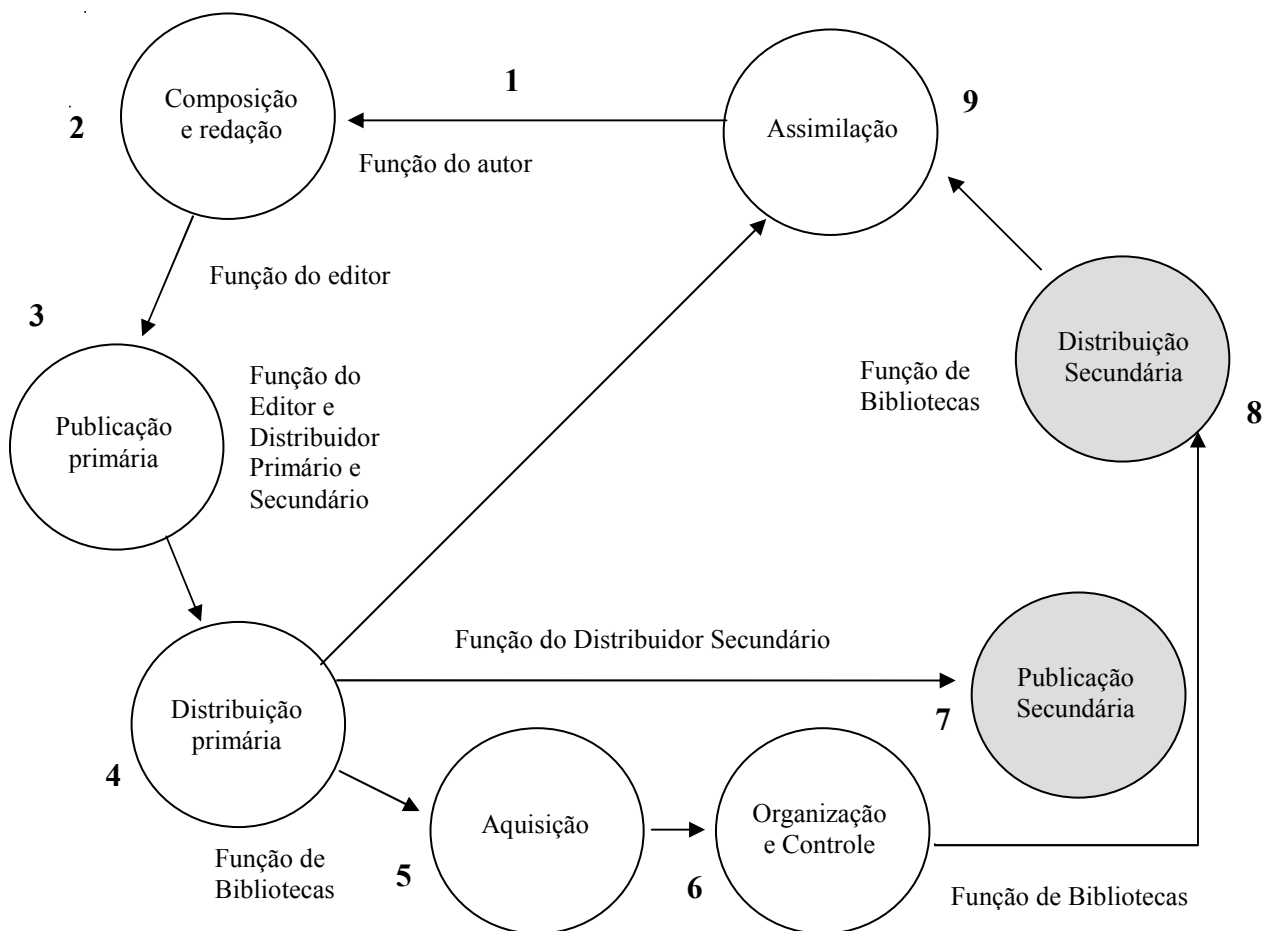 1
9
2
Composição
e redação
Assimilação
Função do autor
Função do editor
3
Publicação
primária
Função do
Editor e
Distribuidor
Primário e
Secundário
Distribuição
Secundária
Função de
Bibliotecas
8
Função do Distribuidor Secundário
Distribuição
primária
4
Publicação
Secundária
7
Aquisição
5
Organização
e Controle
6
Função de
Bibliotecas
Função de Bibliotecas